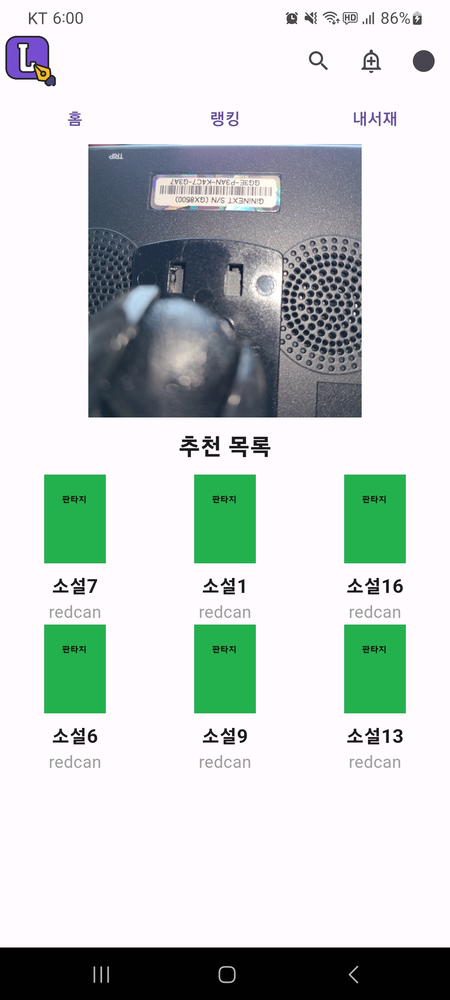 KT 6:00
HD 86%
L
홈 랭킹 내서재
TRIP
GG3E-P3AN-K4C7-G3A7
GiNiNEXT S/N (GX8500)
추천 목록
판타지 판타지 판타지
소설7 소설1 소설16
redcan redcan redcan
판타지 판타지 판타지
소설6 소설9 소설13
redcan redcan redcan